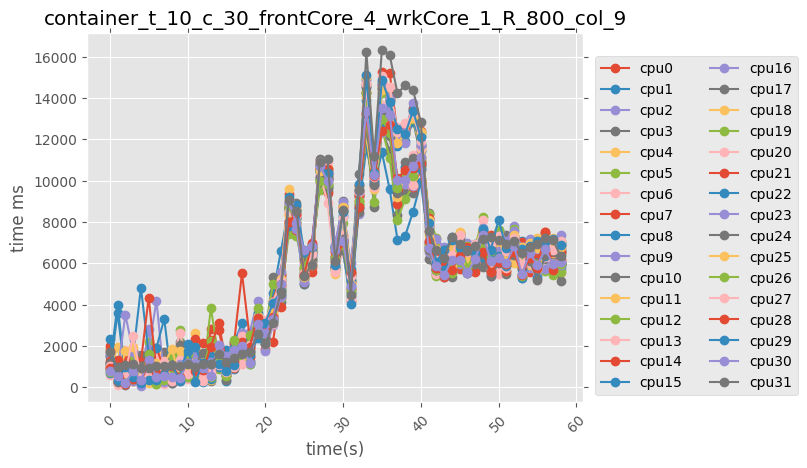 container_t_10_c_30_frontCore_4_wrkCore_1_R_800_col_9
16000
14000
12000
10000
8000
6000
4000
2000
0
time ms
0 10 20 30 40 50 60
time(s)
cpu0 cpu16
cpu1 cpu17
cpu2 cpu18
cpu3 cpu19
cpu4 cpu20
cpu5 cpu21
cpu6 cpu22
cpu7 cpu23
cpu8 cpu24
cpu9 cpu25
cpu10 cpu26
cpu11 cpu27
cpu12 cpu28
cpu13 cpu29
cpu14 cpu30
cpu15 cpu31